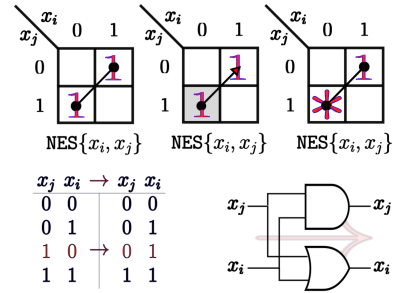 x_i x_i x_i
x_j 0 1 x_j 0 1 x_j 0 1
0 1 0 1 0
1 1 1 1 1 *
NES{x_i, x_j} NES{x_i, x_j} NES{x_i, x_j}
x_j x_i → x_j x_i
0 0 0 0
0 1 0 1
1 0 → 0 1
1 1 1 1
x_j x_j
x_i x_i